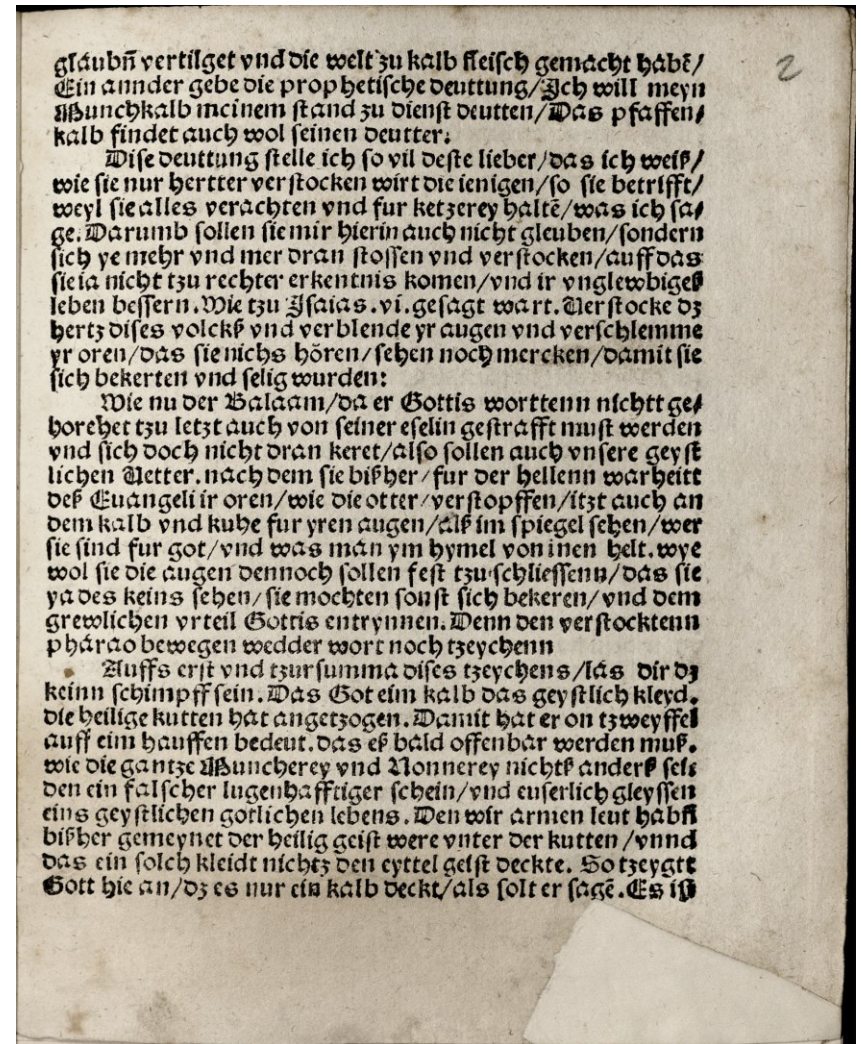 glaubñ vertilget vnd die welt zu kalb fleisch gemacht habẽ/
Ein annder gebe die prophetische deuttung/Ich will meyn
Munchkalb meinem stand zu dienst deutten/Das pfaffen/
kalb findet auch wol seinen deutter:
Dise deuttung stelle ich so vil deste lieber/das ich weiß/
wie sie nur hertter verstocken wirt die ienigen/so sie betrifft/
weyl sie alles verachten vnd fur ketzerey haltẽ/was ich sa/
ge. Darumb sollen sie mir hierin auch nicht gleuben/sondern
sich ye mehr vnd mer dran stossen vnd verstocken/auff das
sie ia nicht tzu rechter erkentnis komen/vnd ir vnglewbigeß
leben bessern. Wie tzu Isaias.vi. gesagt wart. Verstocke dz
hertz dises volckß vnd verblende yr augen vnd verschlemme
yr oren/das sie nichs hören/sehen noch mercken/damit sie
sich bekerten vnd selig wurden:
Wie nu der Balaam/da er Gottis worttenn nichtt ge/
horchet tzu letzt auch von seiner eselin gestrafft must werden
vnd sich doch nicht dran keret/also sollen auch vnsere geyst
lichen Vetter. nach dem sie bißher/fur der hellenn warheitt
deß Euangeli ir oren/wie die otter/verstopffen/itzt auch an
dem kalb vnd kuhe fur yren augen/alß im spiegel sehen/wer
sie sind fur got/vnd was man ym hymel von inen helt. wye
wol sie die augen dennoch sollen fest tzu schliessenn/das sie
ya des keins sehen/sie mochten sonst sich bekeren/vnd dem
grewlichen vrteil Gottis entrynnen. Denn den verstocktenn
pharao bewegen wedder wort noch tzeychenn
Auffs erst vnd tzur summa dises tzeychens/las dir dz
keinn schimpff sein. Das Got eim kalb das geystlich kleyd.
die heilige kutten hat angetzogen. Damit hat er on tzweyffel
auff eim hauffen bedeut. das eß bald offenbar werden muß.
wie die gantze Muncherey vnd Nonnerey nichtß anderß sei:
den ein falscher lugenhafftiger schein/vnd euserlich gleyssen
eins geystlichen gotlichen lebens. Den wir armen leut habñ
bißher gemeynet der heilig geist were vnter der kutten/vnnd
das ein solch kleidt nichtz den eyttel geist deckte. So tzeygtt
Gott hie an/dz es nur ein kalb deckt/als solt er sagẽ. Es ist
2